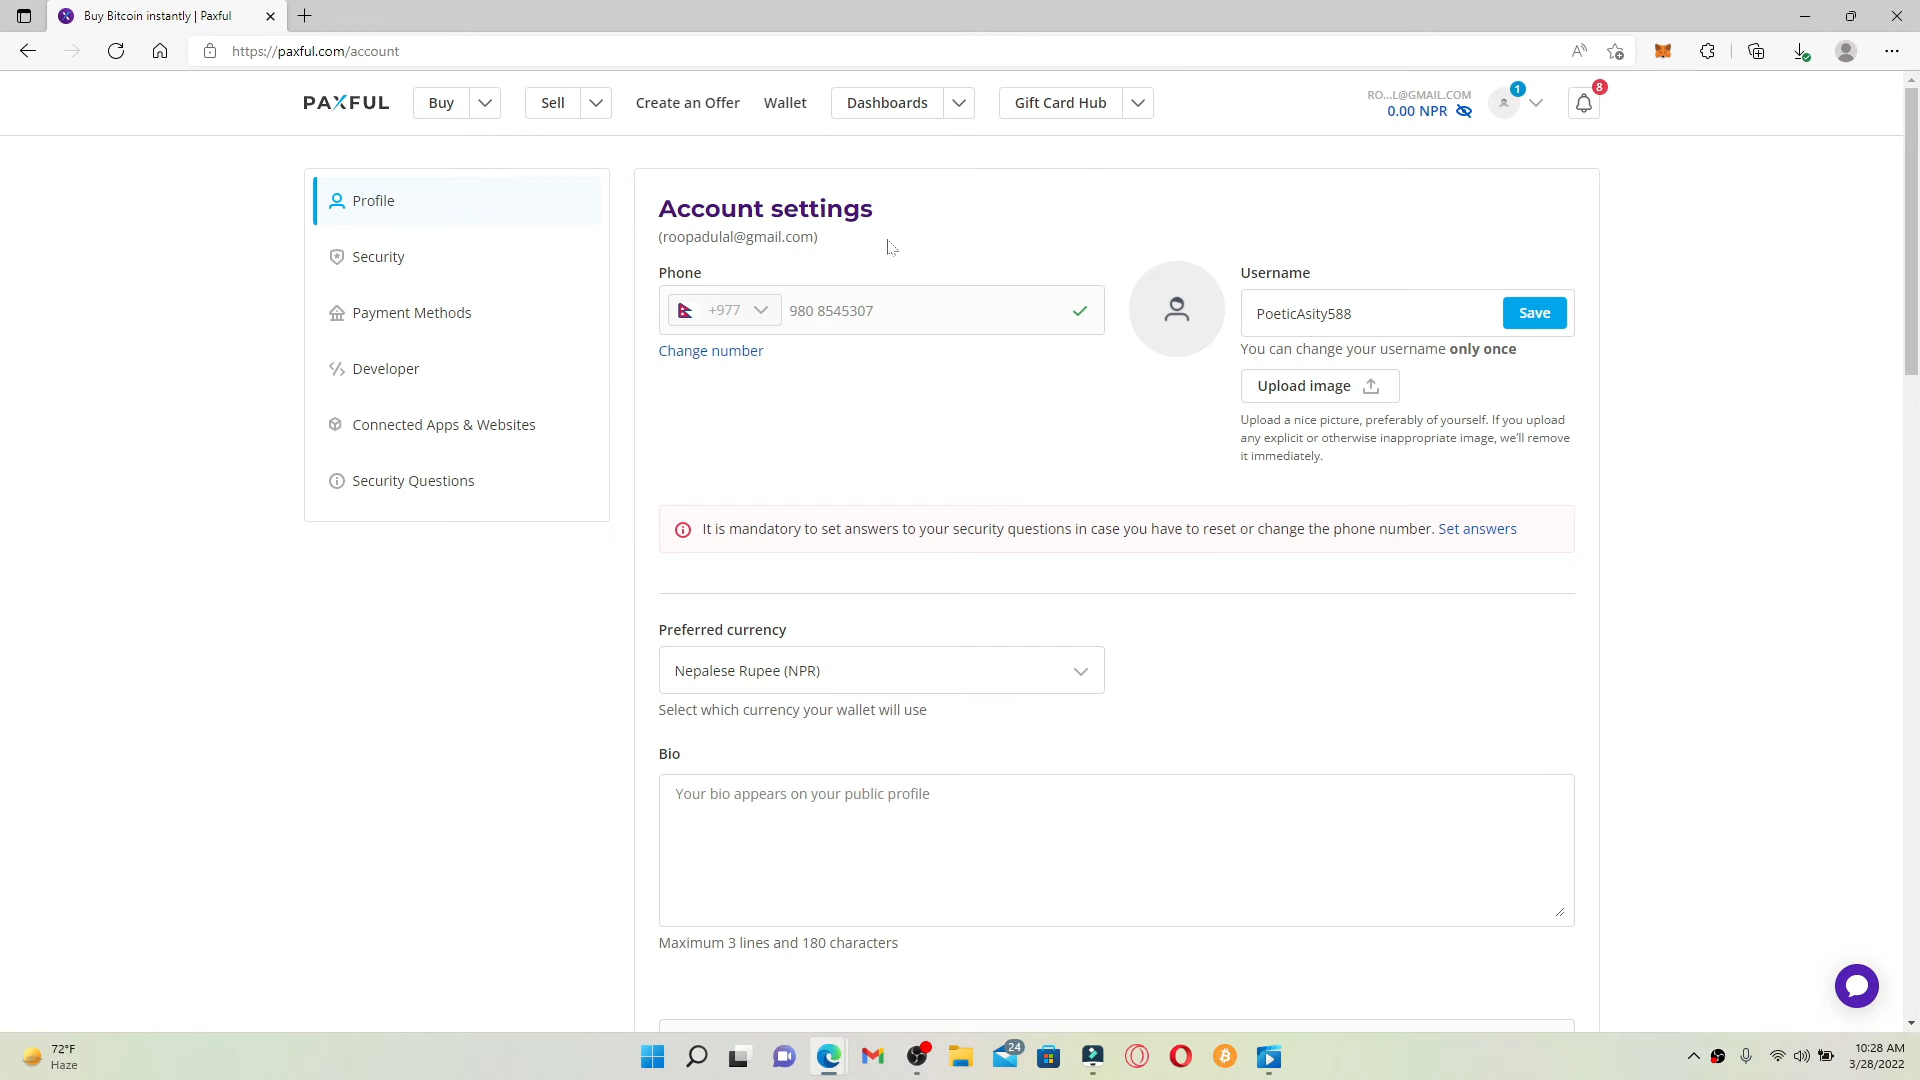 Buy Bitcoin instantly | Paxful
https://paxful.com/account
PAXFUL
Buy
Sell
Create an Offer
Wallet
Dashboards
Gift Card Hub
RO...L@GMAIL.COM
0.00 NPR
1
8
Profile
Security
Payment Methods
Developer
Connected Apps & Websites
Security Questions
Account settings
(roopadulal@gmail.com)
Phone
+977
980 8545307
Change number
Username
PoeticAsity588
Save
You can change your username only once
Upload image
Upload a nice picture, preferably of yourself. If you upload
any explicit or otherwise inappropriate image, we'll remove
it immediately.
It is mandatory to set answers to your security questions in case you have to reset or change the phone number. Set answers
Preferred currency
Nepalese Rupee (NPR)
Select which currency your wallet will use
Bio
Your bio appears on your public profile
Maximum 3 lines and 180 characters
72°F
Haze
24
10:28 AM
3/28/2022